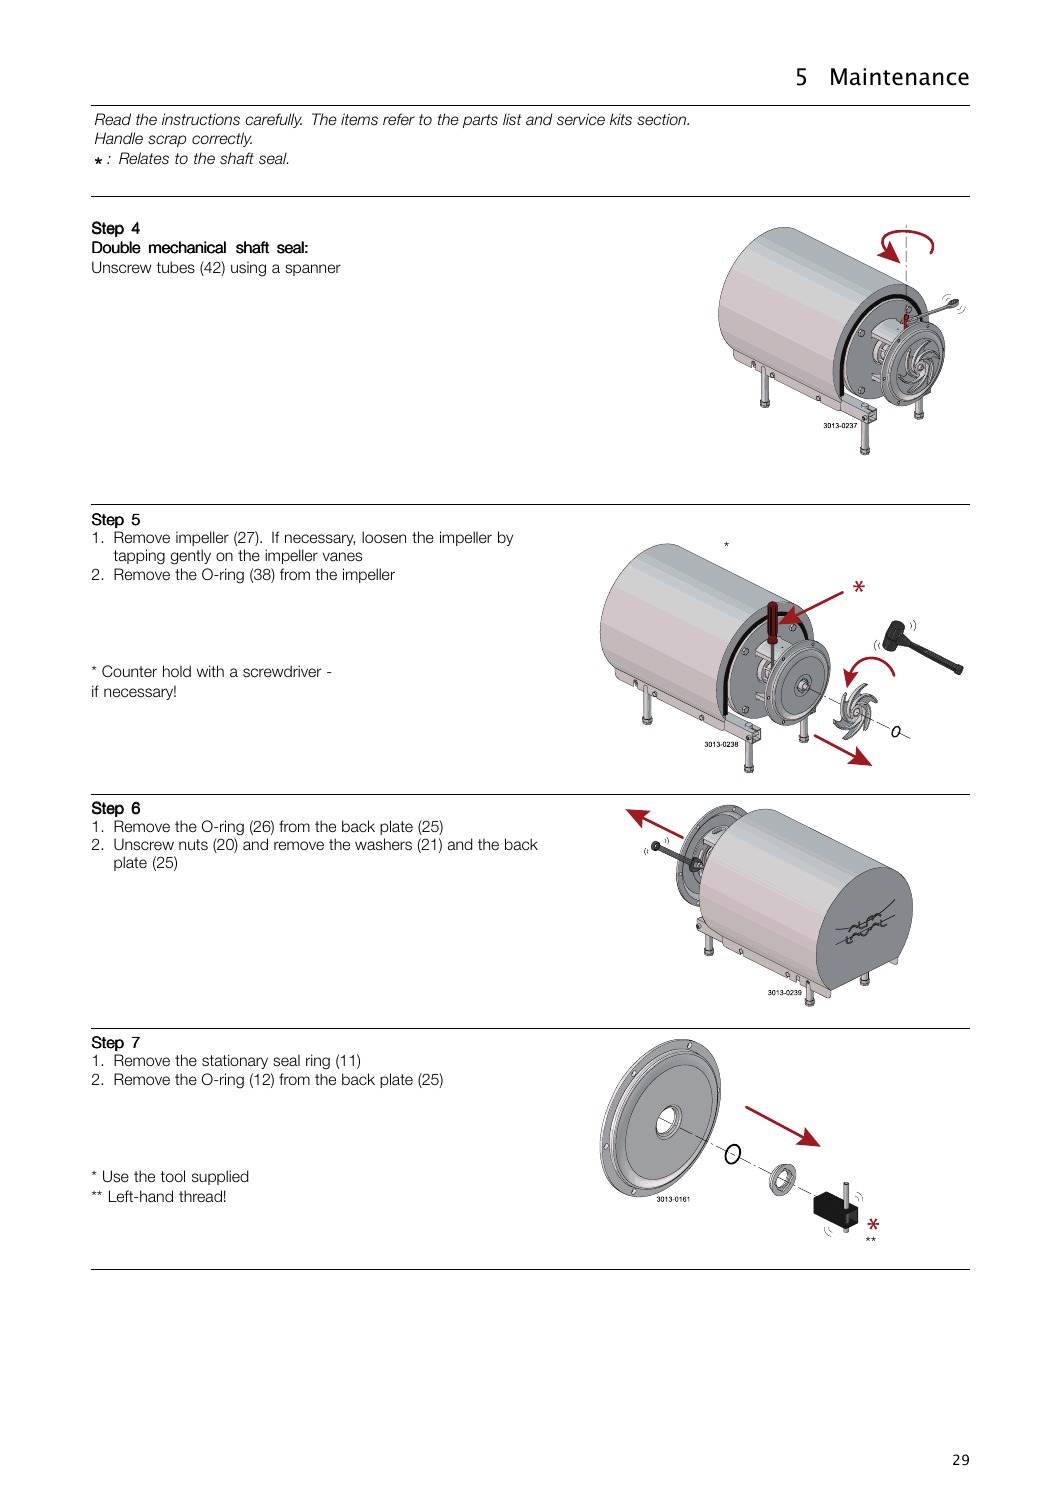 5 Maintenance
Read the instructions carefully. The items refer to the parts list and service kits section.
Handle scrap correctly.
* : Relates to the shaft seal.
Step 4
Double mechanical shaft seal:
Unscrew tubes (42) using a spanner
3013-0237
Step 5
1. Remove impeller (27). If necessary, loosen the impeller by
tapping gently on the impeller vanes
2. Remove the O-ring (38) from the impeller
* Counter hold with a screwdriver -
if necessary!
*
*
3013-0238
Step 6
1. Remove the O-ring (26) from the back plate (25)
2. Unscrew nuts (20) and remove the washers (21) and the back
plate (25)
3013-0239
Step 7
1. Remove the stationary seal ring (11)
2. Remove the O-ring (12) from the back plate (25)
* Use the tool supplied
** Left-hand thread!
3013-0161
*
**
29